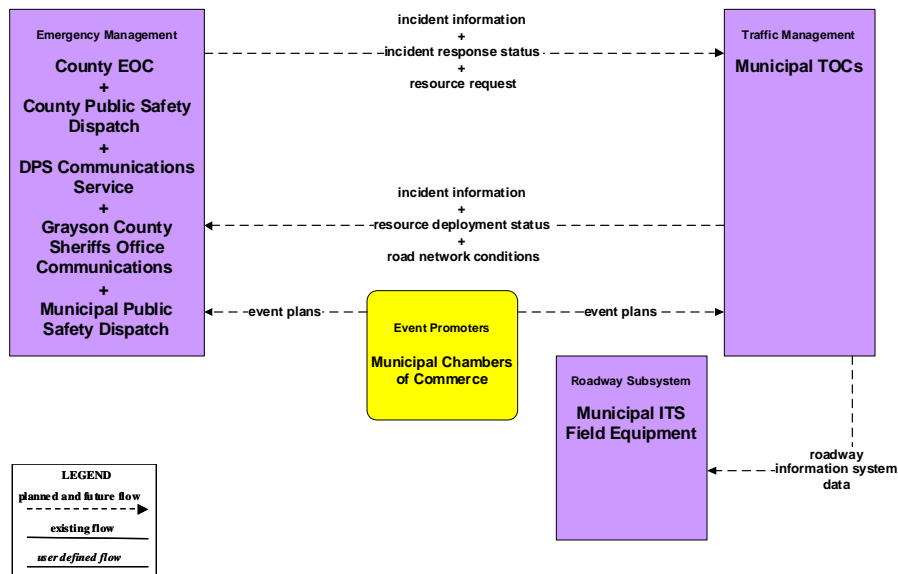 Emergency Management
County EOC
+
County Public Safety
Dispatch
+
DPS Communications
Service
+
Grayson County
Sheriffs Office
Communications
+
Municipal Public
Safety Dispatch
incident information
+
incident response status
+
resource request
Traffic Management
Municipal TOCs
incident information
+
resource deployment status
+
road network conditions
event plans
Event Promoters
Municipal Chambers
of Commerce
event plans
Roadway Subsystem
Municipal ITS
Field Equipment
roadway
information system
data
LEGEND
planned and future flow
existing flow
user defined flow